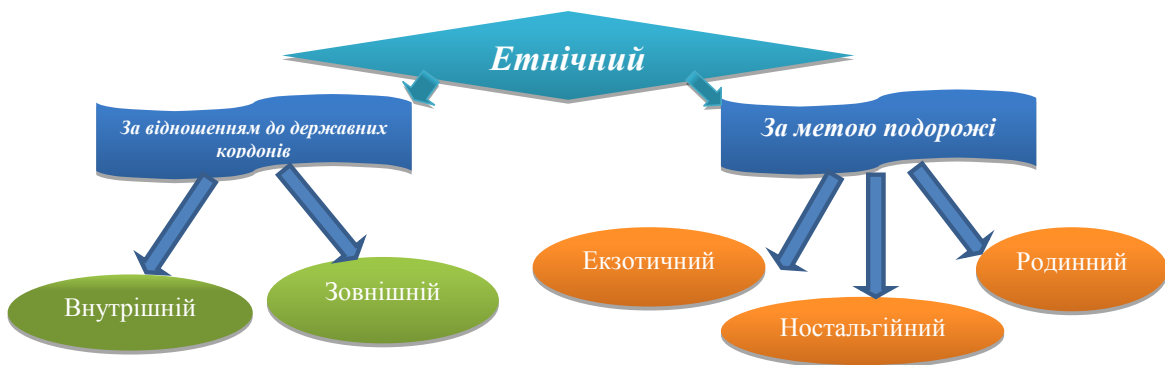 Етнічний
За відношенням до державних
кордонів
За метою подорожі
Внутрішній
Зовнішній
Екзотичний
Ностальгійний
Родинний